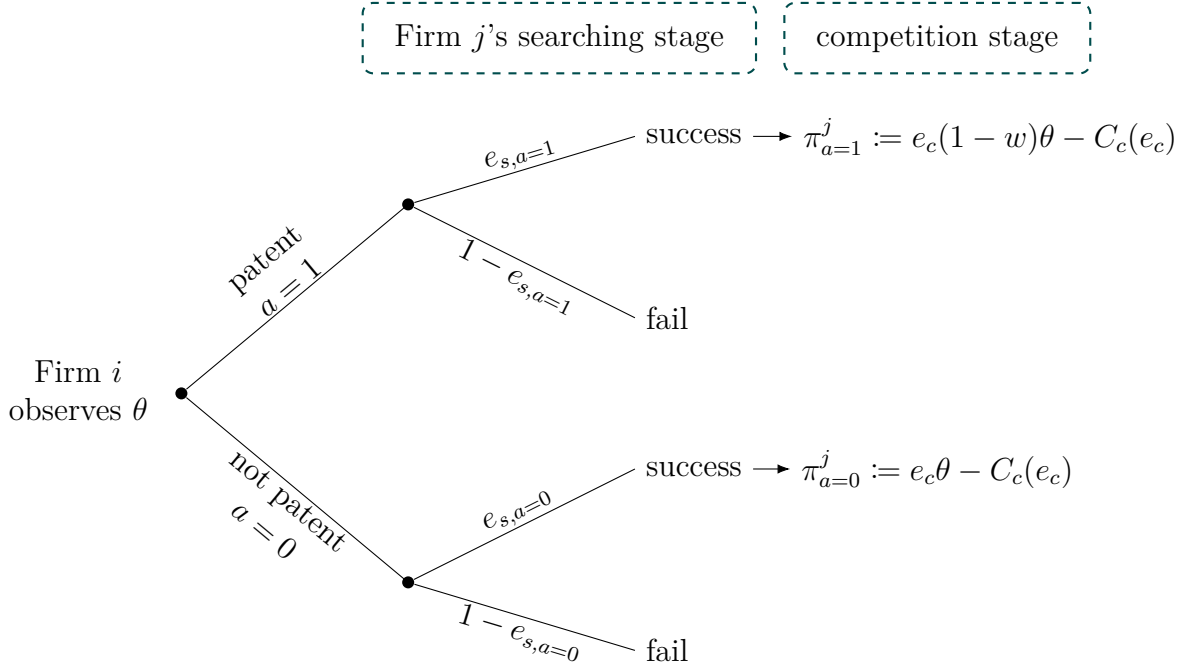 Firm j's searching stage
competition stage
success
π^j_{a=1} := e_c(1 − w)θ − C_c(e_c)
e_{s,a=1}
patent
a = 1
1 − e_{s,a=1}
fail
Firm i
observes θ
not patent
a = 0
success
π^j_{a=0} := e_cθ − C_c(e_c)
e_{s,a=0}
1 − e_{s,a=0}
fail